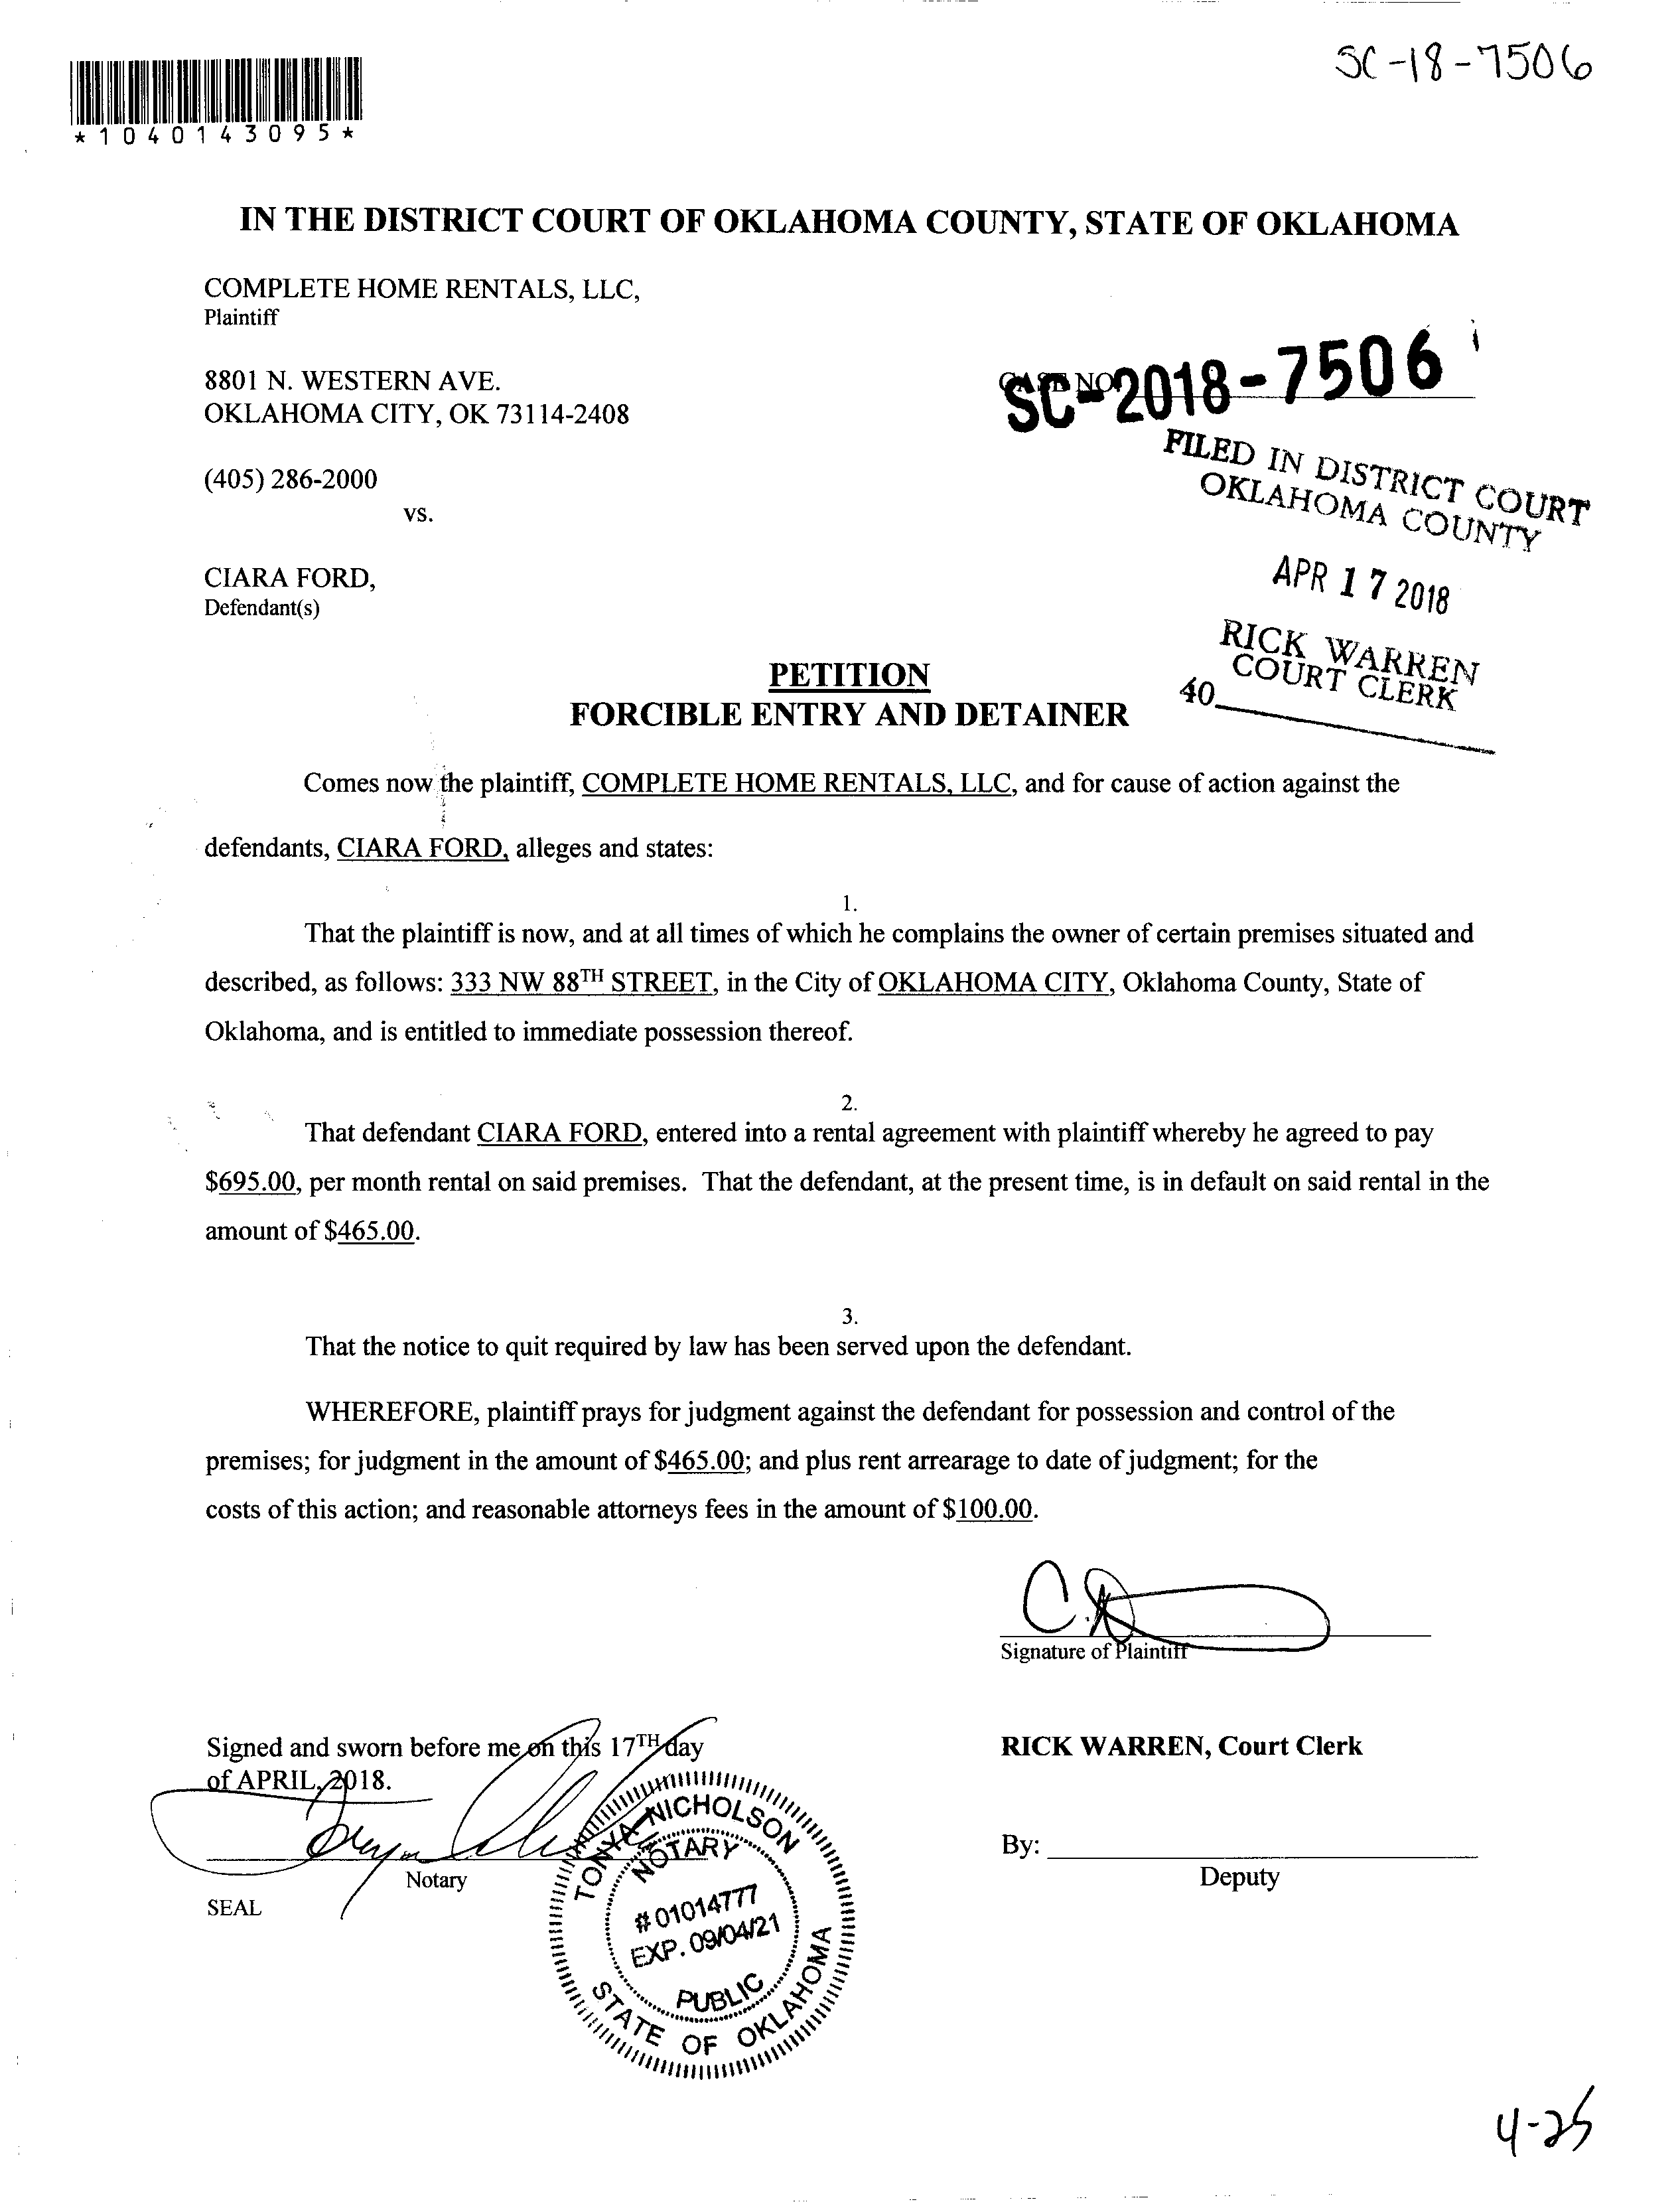 SC-18-7506
*1040143095*
IN THE DISTRICT COURT OF OKLAHOMA COUNTY, STATE OF OKLAHOMA
COMPLETE HOME RENTALS, LLC,
Plaintiff
8801 N. WESTERN AVE.
OKLAHOMA CITY, OK 73114-2408
CASE NO.
SC-2018-7506
(405) 286-2000
vs.
FILED IN DISTRICT COURT
OKLAHOMA COUNTY
CIARA FORD,
Defendant(s)
APR 17 2018
RICK WARREN
COURT CLERK
40
PETITION
FORCIBLE ENTRY AND DETAINER
Comes now the plaintiff, COMPLETE HOME RENTALS, LLC, and for cause of action against the
defendants, CIARA FORD, alleges and states:
1.
That the plaintiff is now, and at all times of which he complains the owner of certain premises situated and
described, as follows: 333 NW 88TH STREET, in the City of OKLAHOMA CITY, Oklahoma County, State of
Oklahoma, and is entitled to immediate possession thereof.
2.
That defendant CIARA FORD, entered into a rental agreement with plaintiff whereby he agreed to pay
$695.00, per month rental on said premises. That the defendant, at the present time, is in default on said rental in the
amount of $465.00.
3.
That the notice to quit required by law has been served upon the defendant.
WHEREFORE, plaintiff prays for judgment against the defendant for possession and control of the
premises; for judgment in the amount of $465.00; and plus rent arrearage to date of judgment; for the
costs of this action; and reasonable attorneys fees in the amount of $100.00.
Signature of Plaintiff
Signed and sworn before me on this 17TH day
of APRIL, 2018.
RICK WARREN, Court Clerk
By:
Deputy
Notary
SEAL
TONYA NICHOLSON
NOTARY
#01014777
EXP. 09/04/21
PUBLIC
STATE OF OKLAHOMA
4-25